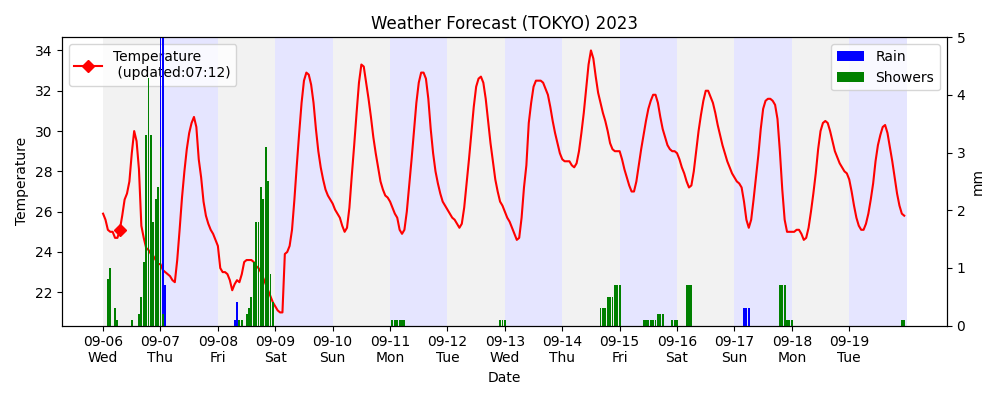 Weather Forecast (TOKYO) 2023
Temperature
(updated:07:12)
Rain
Showers
Temperature
34
32
30
28
26
24
22
5
4
3
2
1
0
mm
09-06 09-07 09-08 09-09 09-10 09-11 09-12 09-13 09-14 09-15 09-16 09-17 09-18 09-19
Wed Thu Fri Sat Sun Mon Tue Wed Thu Fri Sat Sun Mon Tue
Date